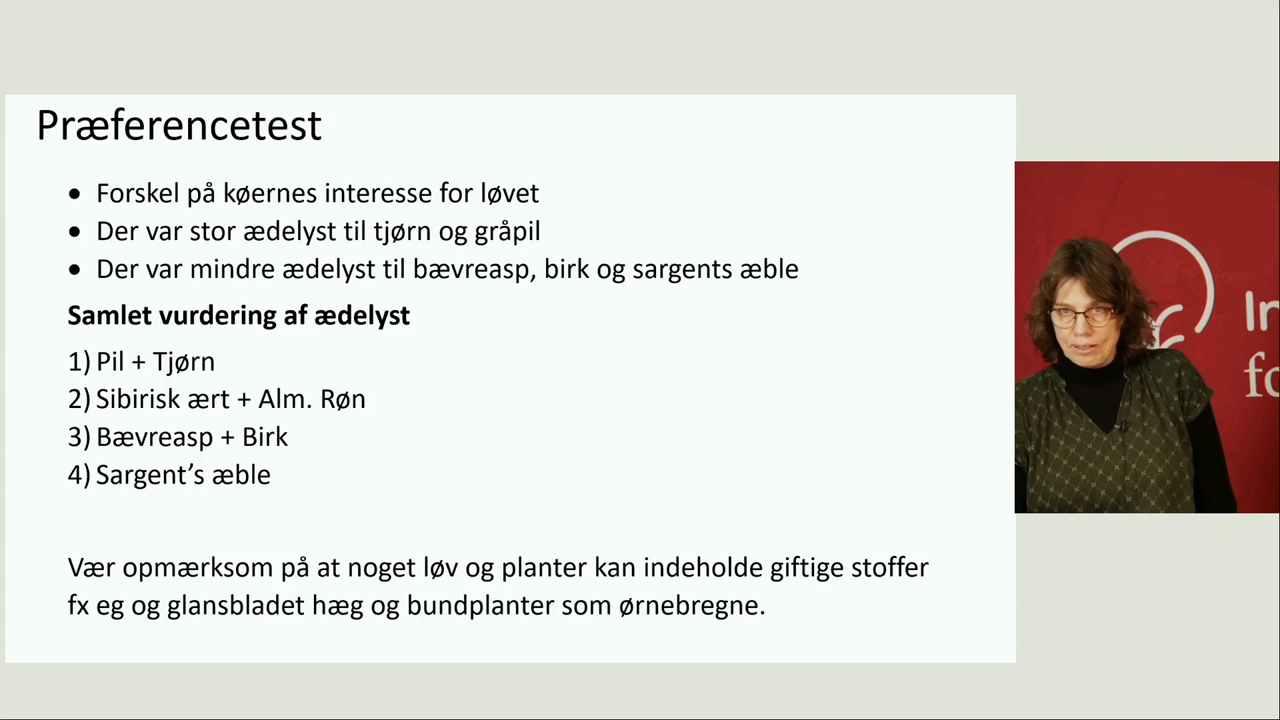 Præferencetest
• Forskel på køernes interesse for løvet
• Der var stor ædelyst til tjørn og gråpil
• Der var mindre ædelyst til bævreasp, birk og sargents æble
Samlet vurdering af ædelyst
1) Pil + Tjørn
2) Sibirisk ært + Alm. Røn
3) Bævreasp + Birk
4) Sargent’s æble
Vær opmærksom på at noget løv og planter kan indeholde giftige stoffer
fx eg og glansbladet hæg og bundplanter som ørnebregne.